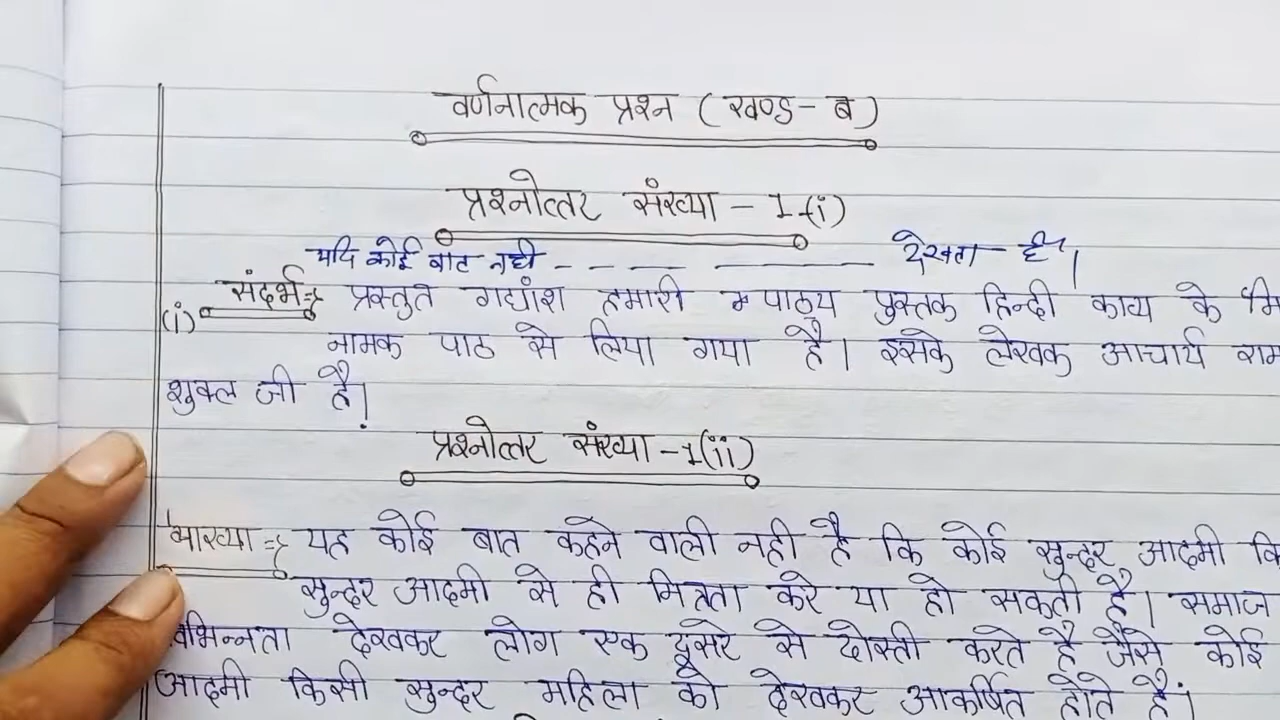 वर्णनात्मक प्रश्न ( खण्ड - ब )
प्रश्नोत्तर संख्या - 1 (i)
यदि कोई बात नही - - - — — देखता - है।
(i) संदर्भ => प्रस्तुत गद्यांश हमारी पाठ्य पुस्तक हिन्दी काव्य के
नामक पाठ से लिया गया है। इसके लेखक आचार्य राम
शुक्ल जी है।
प्रश्नोत्तर संख्या - 1(ii)
व्याख्या => यह कोई बात कहने वाली नही है कि कोई सुन्दर आदमी कि
सुन्दर आदमी से ही मित्रता करे या हो सकती है। समाज
विभिन्नता देखकर लोग एक दूसरे से दोस्ती करते है जैसे कोई
आदमी किसी सुन्दर महिला को देखकर आकर्षित होते है।